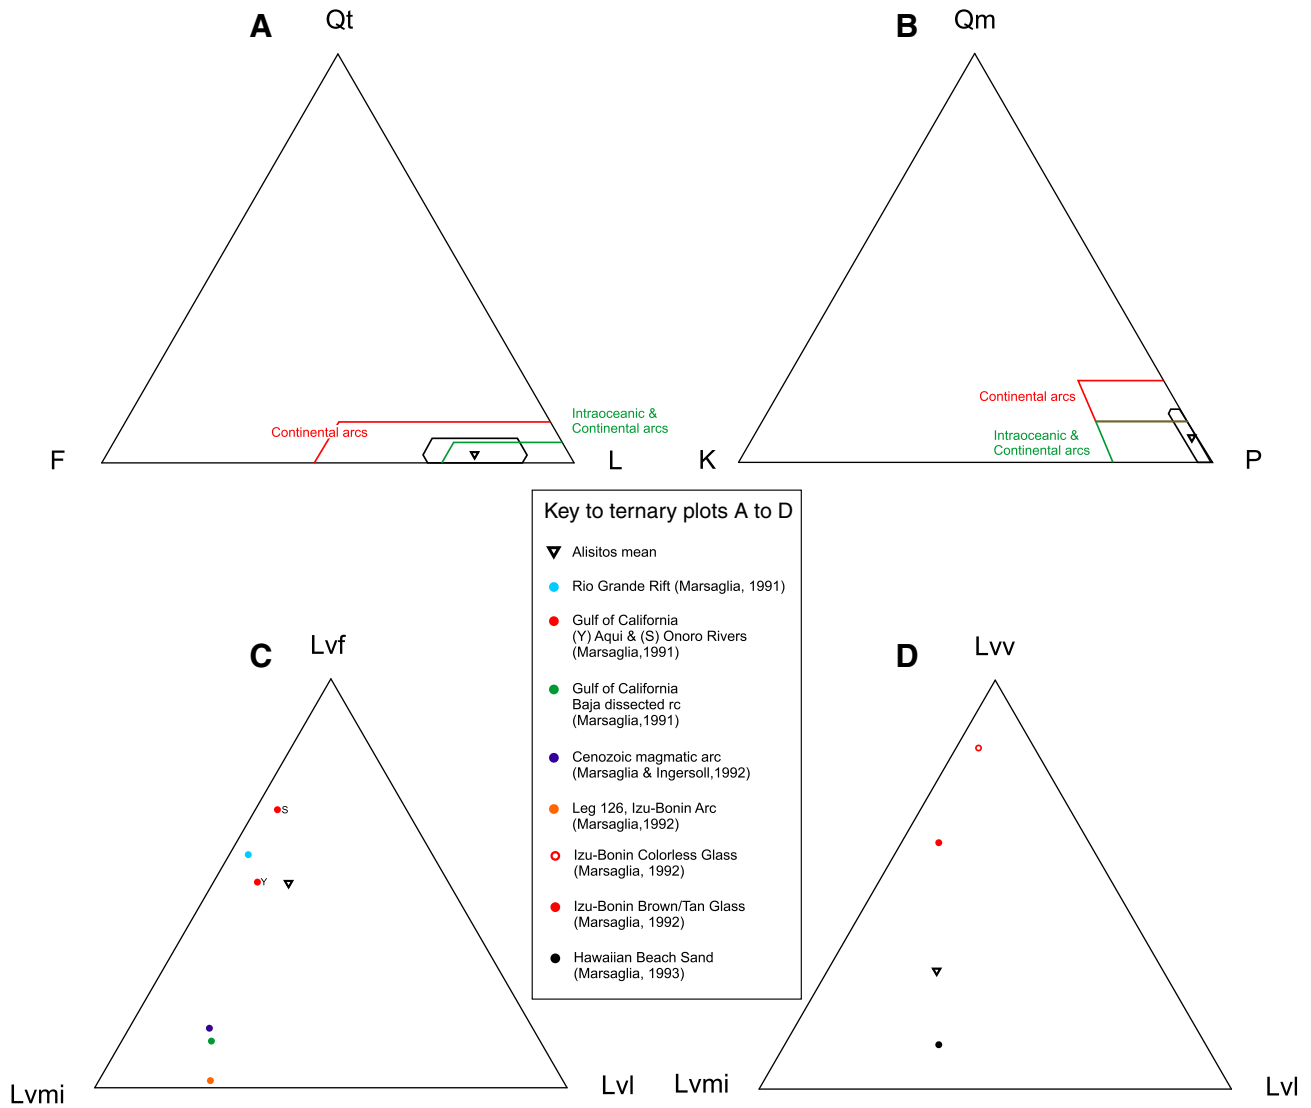 A
Qt
F
L
Continental arcs
Intraoceanic &
Continental arcs
B
Qm
K
P
Continental arcs
Intraoceanic &
Continental arcs
Key to ternary plots A to D
Alisitos mean
Rio Grande Rift (Marsaglia, 1991)
Gulf of California
(Y) Aqui & (S) Onoro Rivers
(Marsaglia,1991)
Gulf of California
Baja dissected rc
(Marsaglia,1991)
Cenozoic magmatic arc
(Marsaglia & Ingersoll,1992)
Leg 126, Izu-Bonin Arc
(Marsaglia,1992)
Izu-Bonin Colorless Glass
(Marsaglia, 1992)
Izu-Bonin Brown/Tan Glass
(Marsaglia, 1992)
Hawaiian Beach Sand
(Marsaglia, 1993)
C
Lvf
S
Y
Lvmi
Lvl
D
Lvv
Lvmi
Lvl